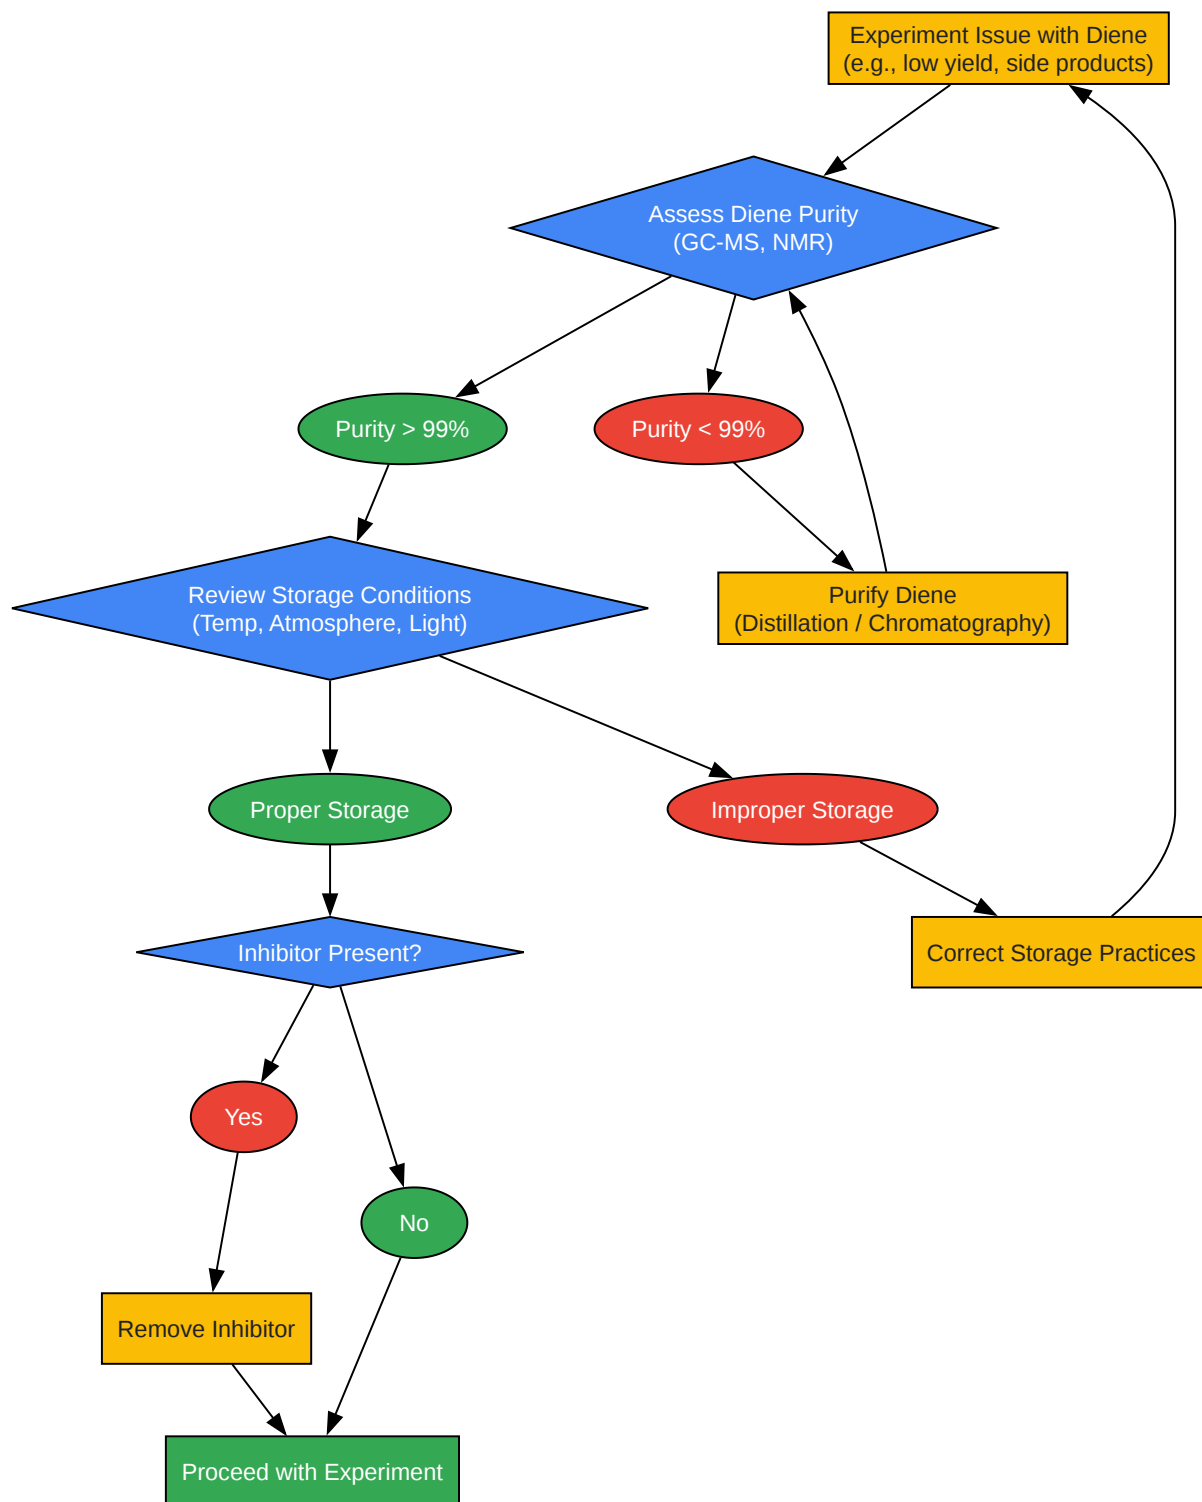 Experiment Issue with Diene
(e.g., low yield, side products)
Assess Diene Purity
(GC-MS, NMR)
Purity > 99%
Purity < 99%
Review Storage Conditions
(Temp, Atmosphere, Light)
Purify Diene
(Distillation / Chromatography)
Proper Storage
Improper Storage
Inhibitor Present?
Correct Storage Practices
Yes
No
Remove Inhibitor
Proceed with Experiment